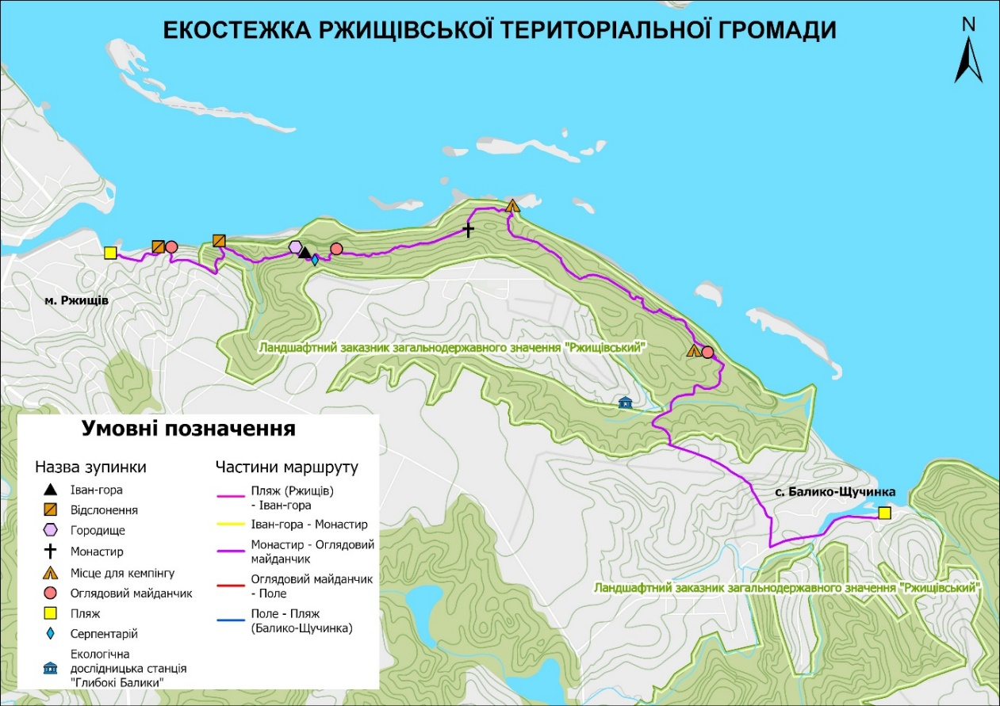 ЕКОСТЕЖКА РЖИЩІВСЬКОЇ ТЕРИТОРІАЛЬНОЇ ГРОМАДИ
N
м. Ржищів
Ландшафтний заказник загальнодержавного значення "Ржищівський"
с. Балико-Щучинка
Ландшафтний заказник загальнодержавного значення "Ржищівський"
Умовні позначення
Назва зупинки
Іван-гора
Відслонення
Городище
Монастир
Місце для кемпінгу
Оглядовий майданчик
Пляж
Серпентарій
Екологічна
дослідницька станція
"Глибокі Балики"
Частини маршруту
Пляж (Ржищів)
- Іван-гора
Іван-гора - Монастир
Монастир - Оглядовий
майданчик
Оглядовий майданчик
- Поле
Поле - Пляж
(Балико-Щучинка)